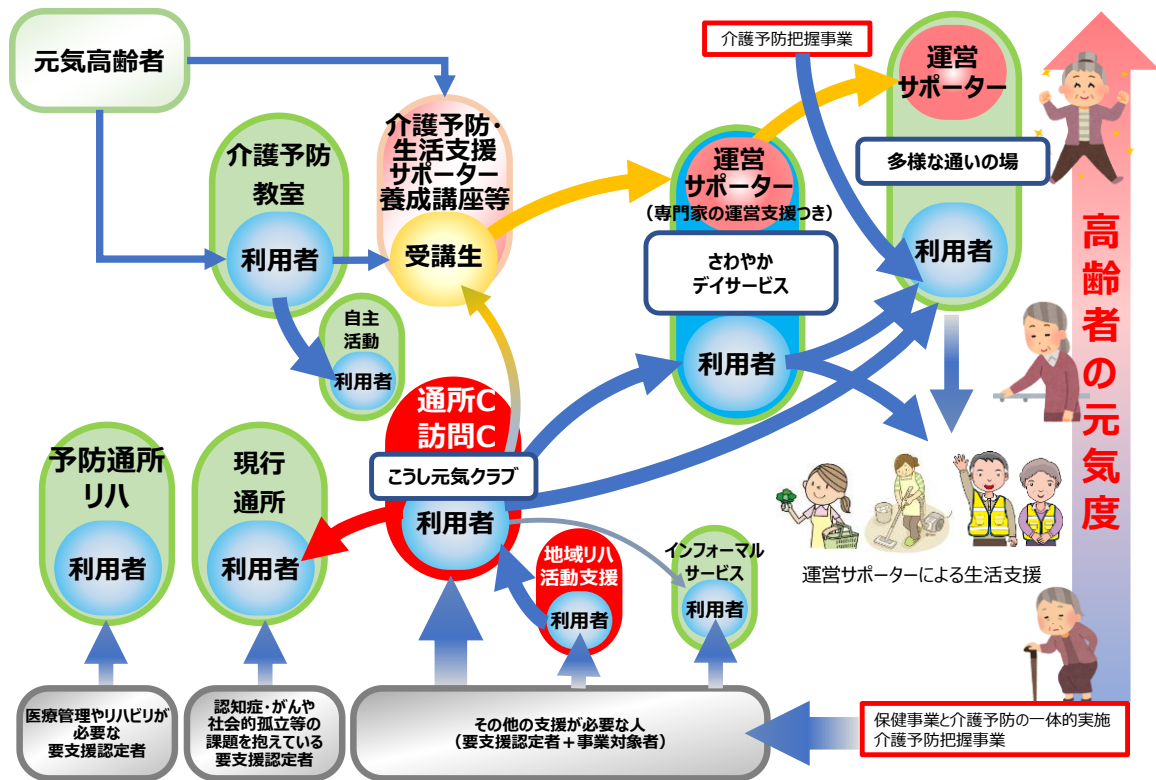 元気高齢者
介護予防
教室
利用者
自主
活動
利用者
介護予防・
生活支援
サポーター
養成講座等
受講生
介護予防把握事業
運営
サポーター
（専門家の運営支援つき）
さわやか
デイサービス
利用者
運営
サポーター
多様な通いの場
利用者
高齢者の元気度
運営サポーターによる生活支援
予防通所
リハ
利用者
現行
通所
利用者
通所C
訪問C
こうし元気クラブ
利用者
地域リハ
活動支援
利用者
インフォーマル
サービス
利用者
医療管理やリハビリが
必要な
要支援認定者
認知症・がんや
社会的孤立等の
課題を抱えている
要支援認定者
その他の支援が必要な人
（要支援認定者＋事業対象者）
保健事業と介護予防の一体的実施
介護予防把握事業